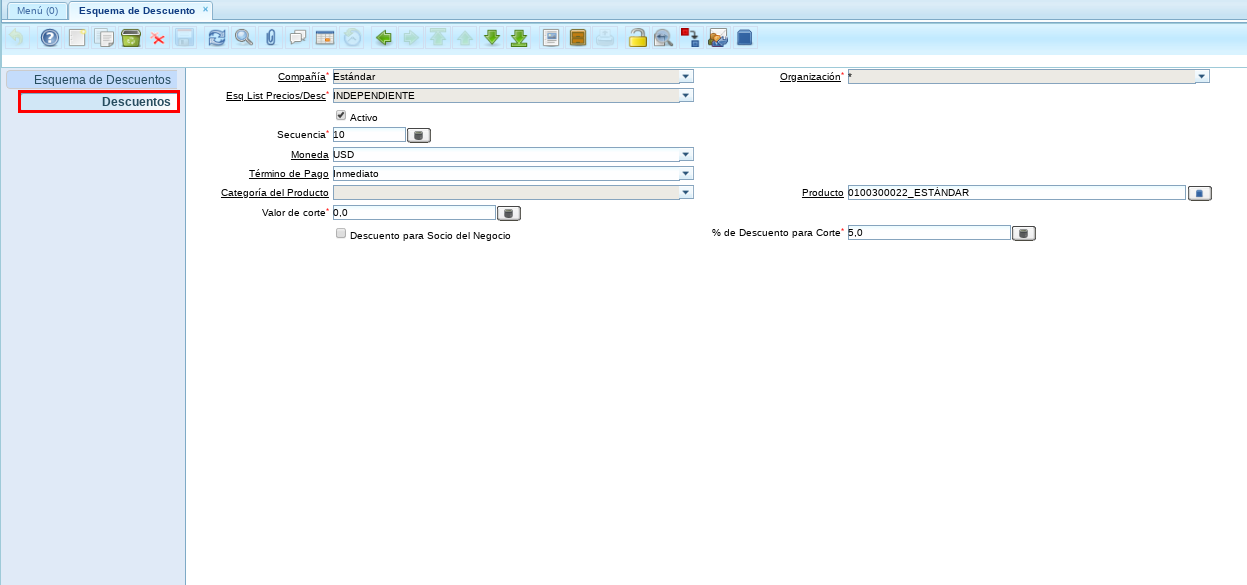 Menú (0) Esquema de Descuento ×
Esquema de Descuentos
Descuentos
Compañía* Estándar Organización* *
Esq List Precios/Desc* INDEPENDIENTE
Activo
Secuencia* 10
Moneda USD
Término de Pago Inmediato
Categoría del Producto Producto 0100300022_ESTÁNDAR
Valor de corte* 0,0
Descuento para Socio del Negocio % de Descuento para Corte* 5,0